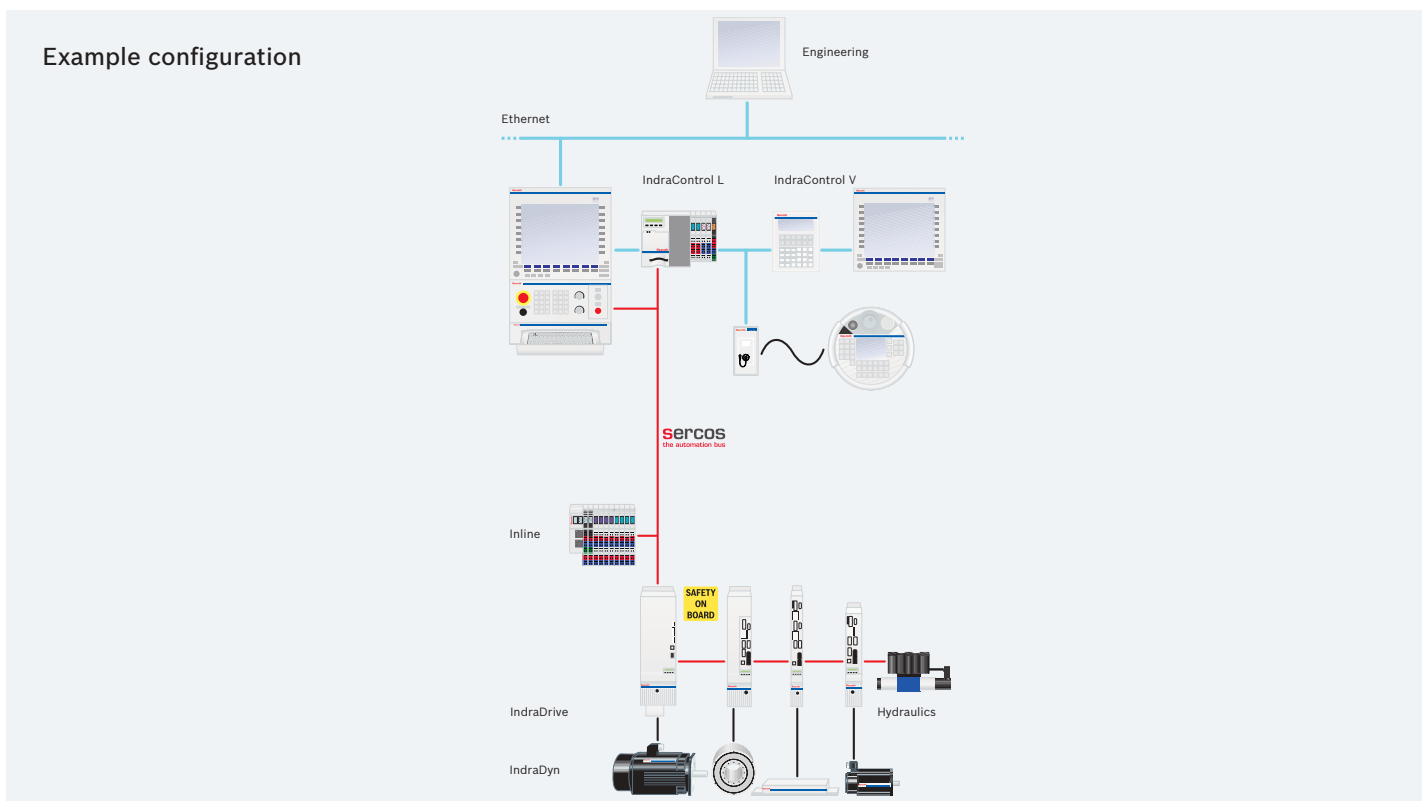 Example configuration
Engineering
Ethernet
IndraControl L
IndraControl V
sercos
the automation bus
Inline
SAFETY
ON
BOARD
IndraDrive
Hydraulics
IndraDyn